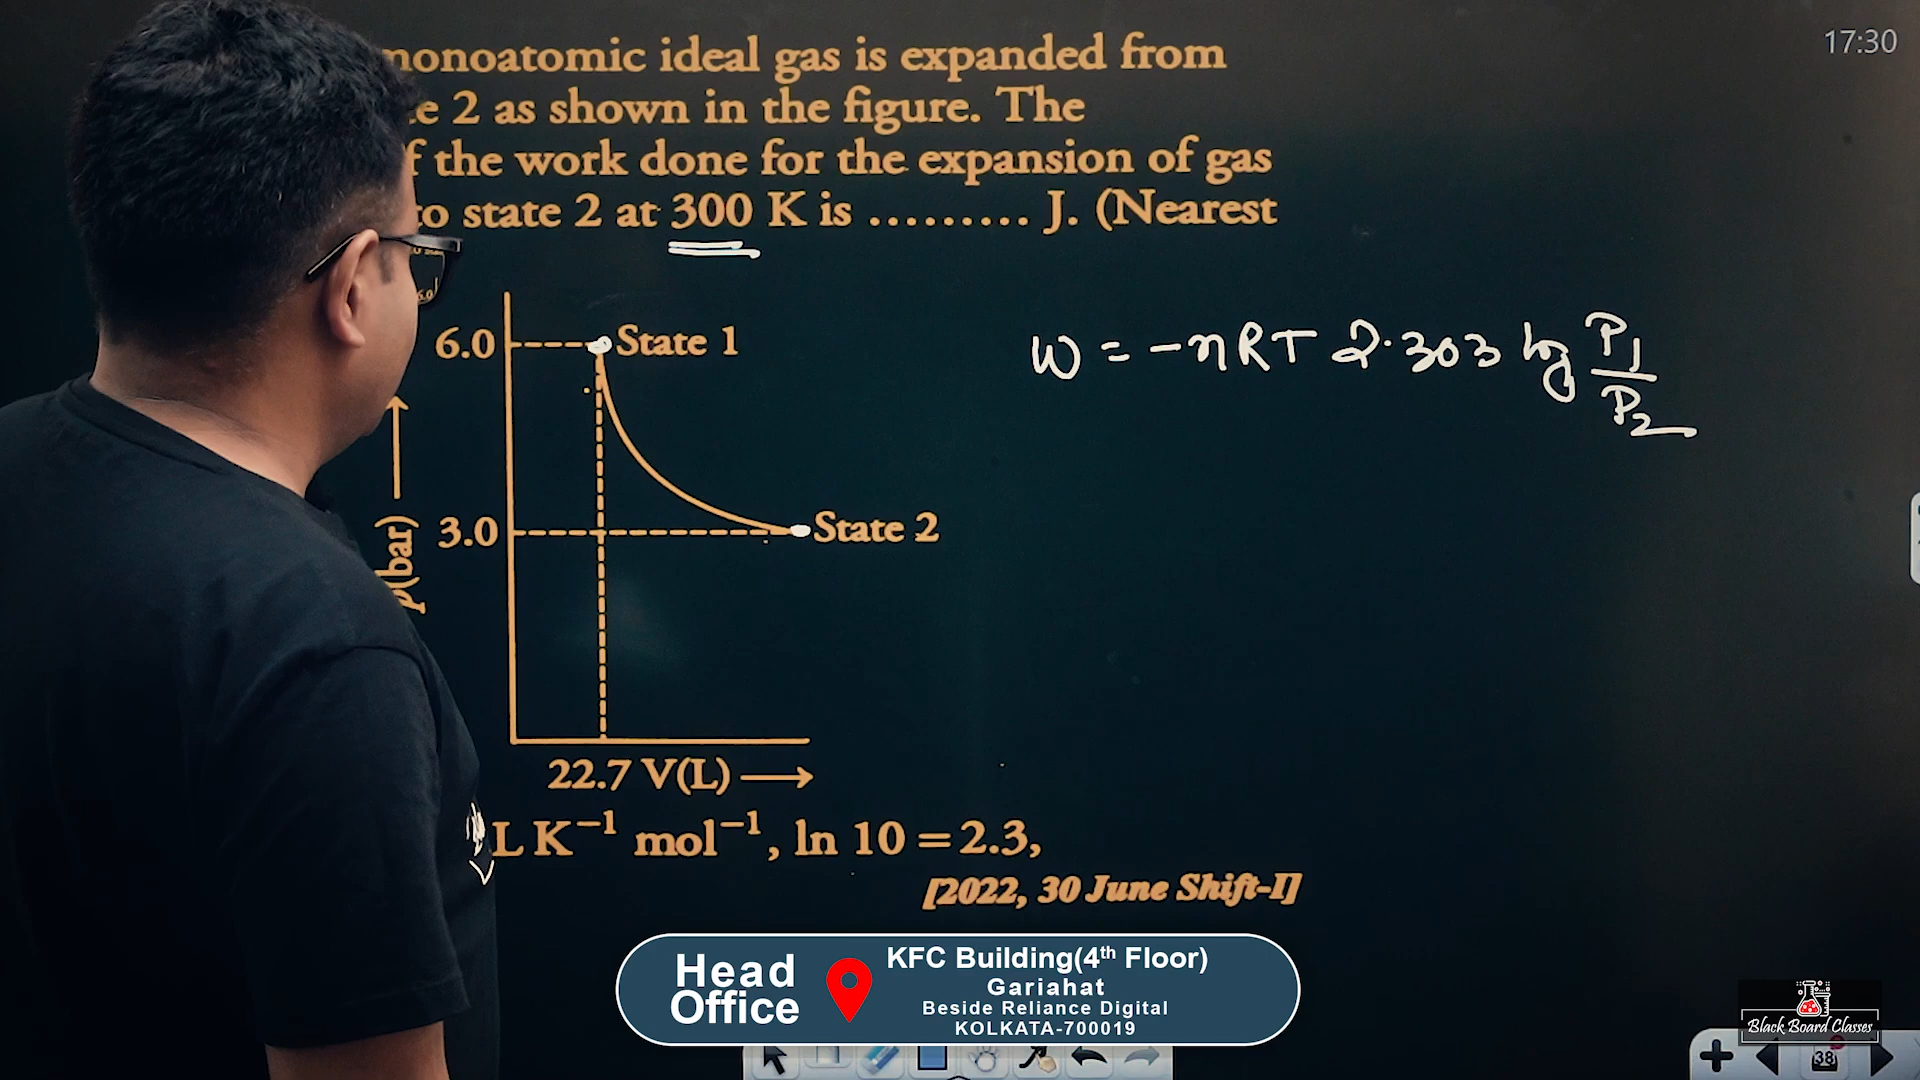 17:30
monoatomic ideal gas is expanded from
e 2 as shown in the figure. The
f the work done for the expansion of gas
to state 2 at 300 K is ......... J. (Nearest
6.0
State 1
W = -nRT 2.303 log P1/P2
3.0
State 2
p(bar)
22.7 V(L)
L K⁻¹ mol⁻¹, ln 10 = 2.3,
[2022, 30 June Shift-I]
Head Office
KFC Building(4th Floor)
Gariahat
Beside Reliance Digital
KOLKATA-700019
Black Board Classes
38